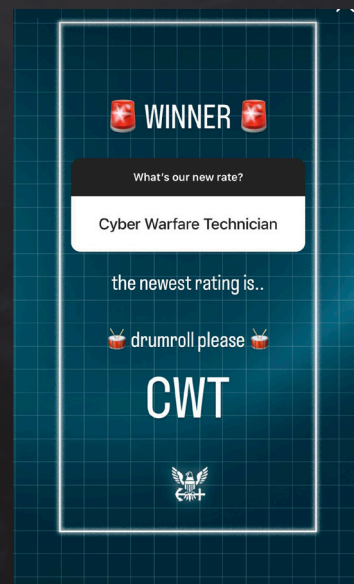 🚨 WINNER 🚨
What's our new rate?
Cyber Warfare Technician
the newest rating is..
🥁 drumroll please 🥁
CWT